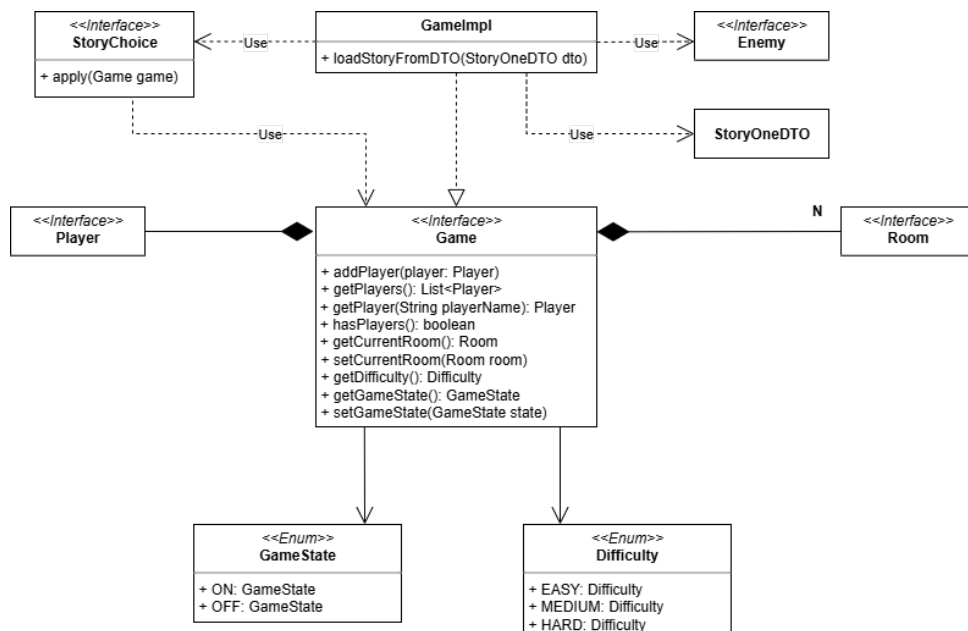 <<Interface>>
StoryChoice
+ apply(Game game)
Use
GameImpl
+ loadStoryFromDTO(StoryOneDTO dto)
Use
<<Interface>>
Enemy
Use
Use
StoryOneDTO
<<Interface>>
Player
<<Interface>>
Game
+ addPlayer(player: Player)
+ getPlayers(): List<Player>
+ getPlayer(String playerName): Player
+ hasPlayers(): boolean
+ getCurrentRoom(): Room
+ setCurrentRoom(Room room)
+ getDifficulty(): Difficulty
+ getGameState(): GameState
+ setGameState(GameState state)
N
<<Interface>>
Room
<<Enum>>
GameState
+ ON: GameState
+ OFF: GameState
<<Enum>>
Difficulty
+ EASY: Difficulty
+ MEDIUM: Difficulty
+ HARD: Difficulty